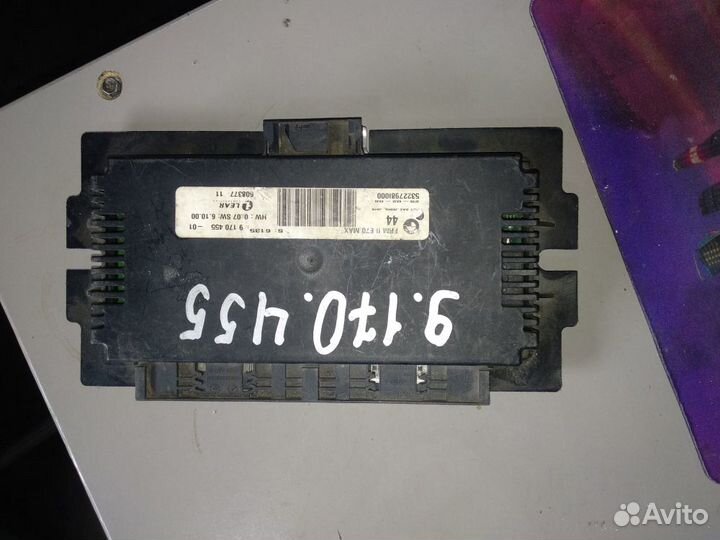 FRM II E70 MAX
44
5322798I000
608377 11
LEAR
S: 6135 9 170 455 -01
HW : 0.07 SW: 6.10.00
9.170.455
Avito